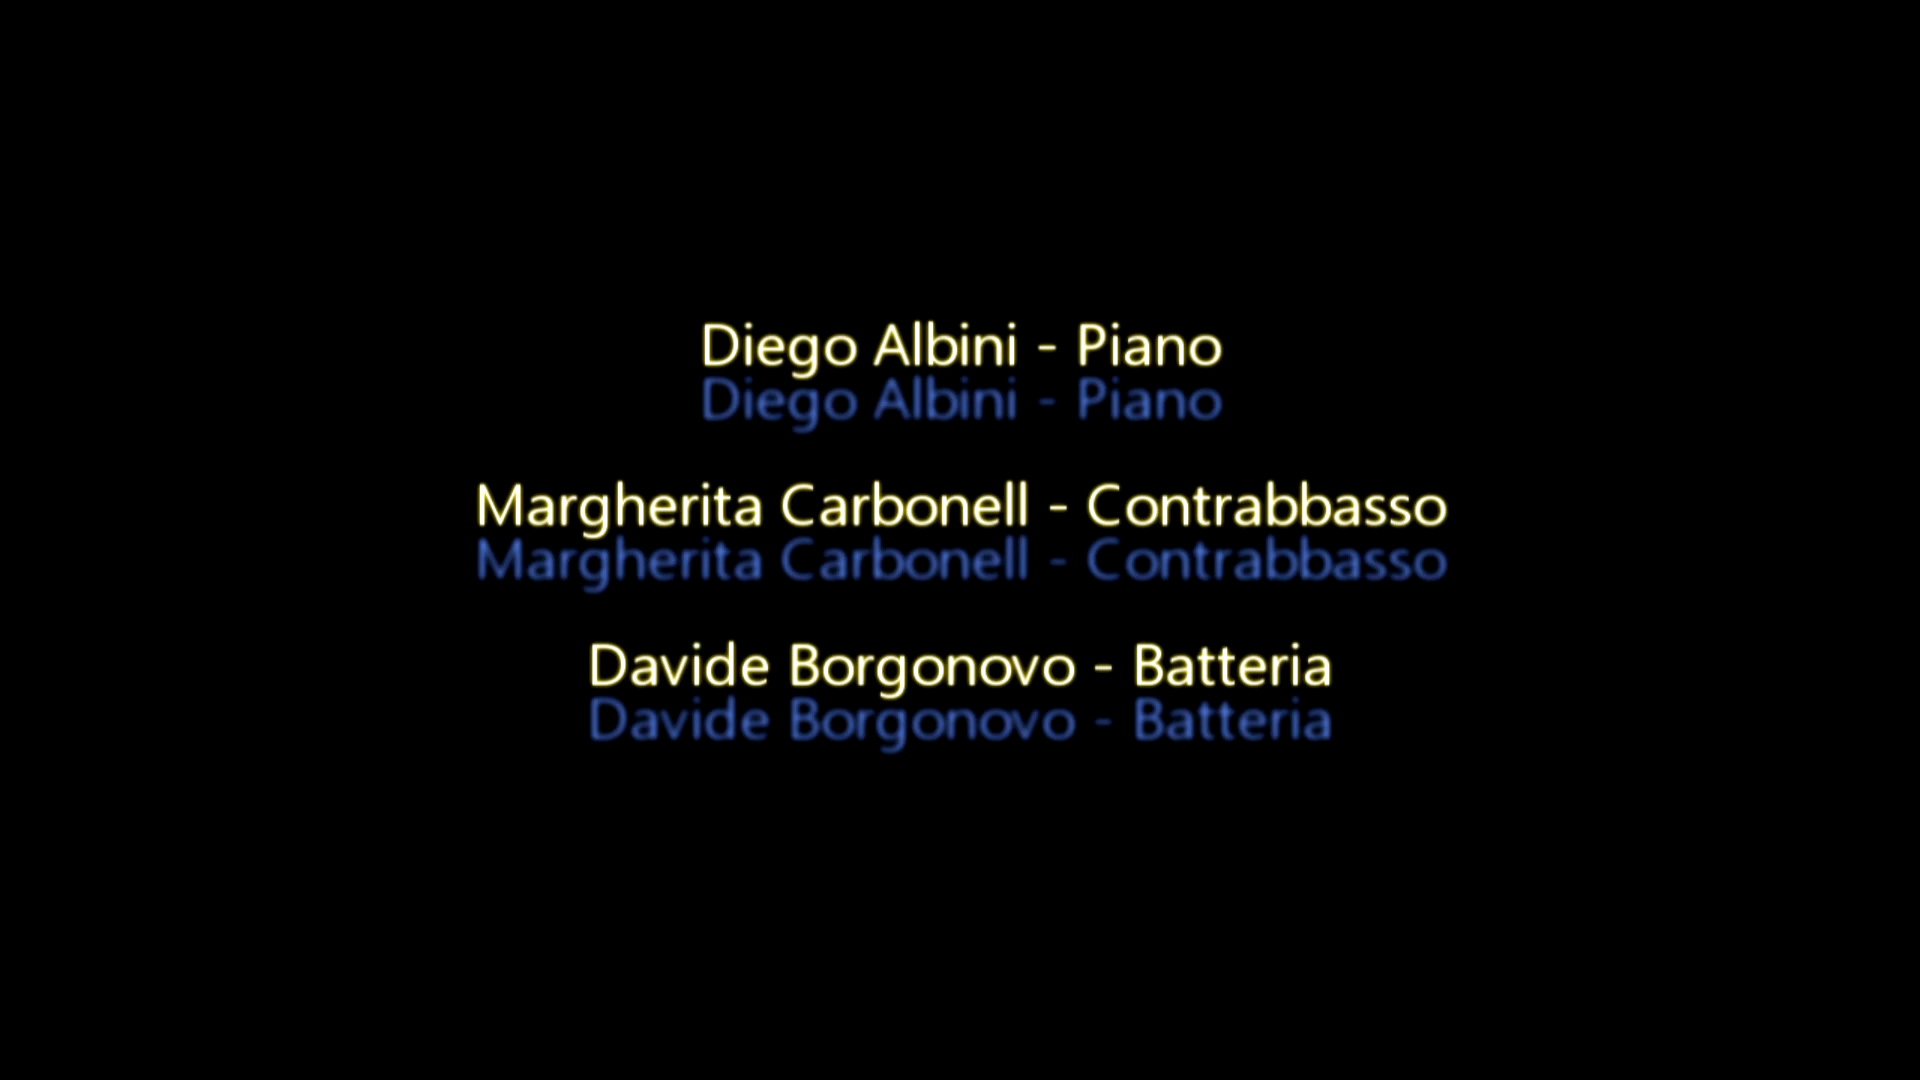 Diego Albini - Piano
Diego Albini - Piano
Margherita Carbonell - Contrabbasso
Margherita Carbonell - Contrabbasso
Davide Borgonovo - Batteria
Davide Borgonovo - Batteria